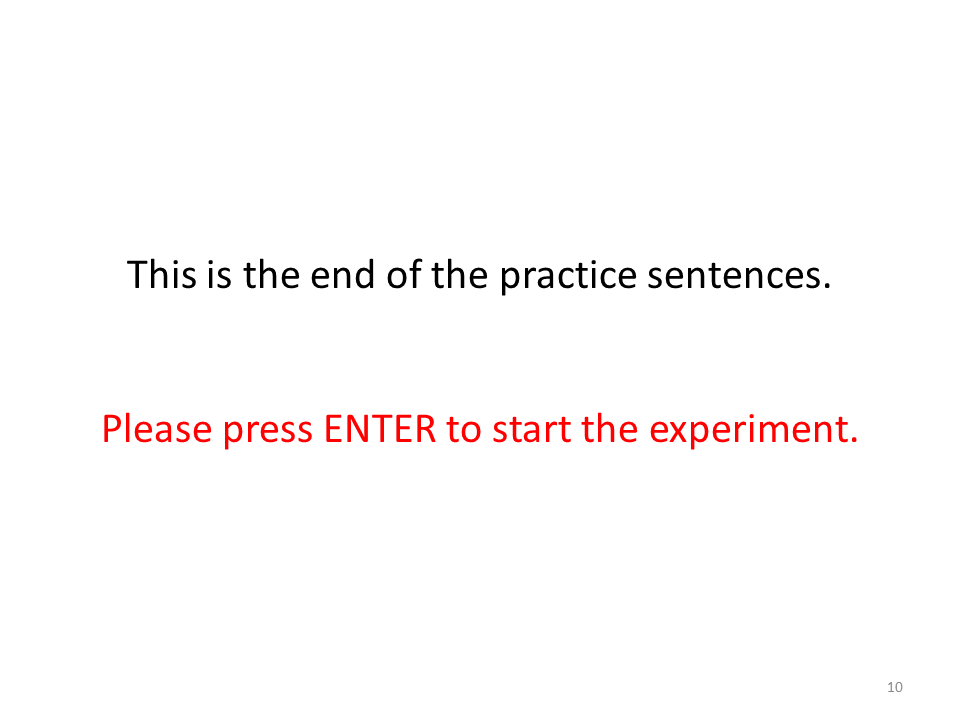 This is the end of the practice sentences.
Please press ENTER to start the experiment.
10